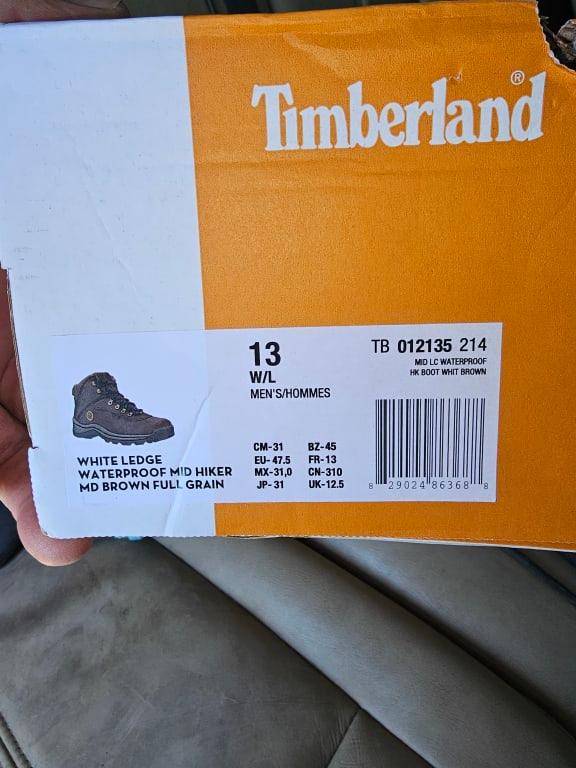 Timberland®
13
W/L
MEN'S/HOMMES
TB 012135 214
MID LC WATERPROOF
HK BOOT WHIT BROWN
WHITE LEDGE
WATERPROOF MID HIKER
MD BROWN FULL GRAIN
CM-31 BZ-45
EU-47.5 FR-13
MX-31,0 CN-310
JP-31 UK-12.5
8 29024 86368 8